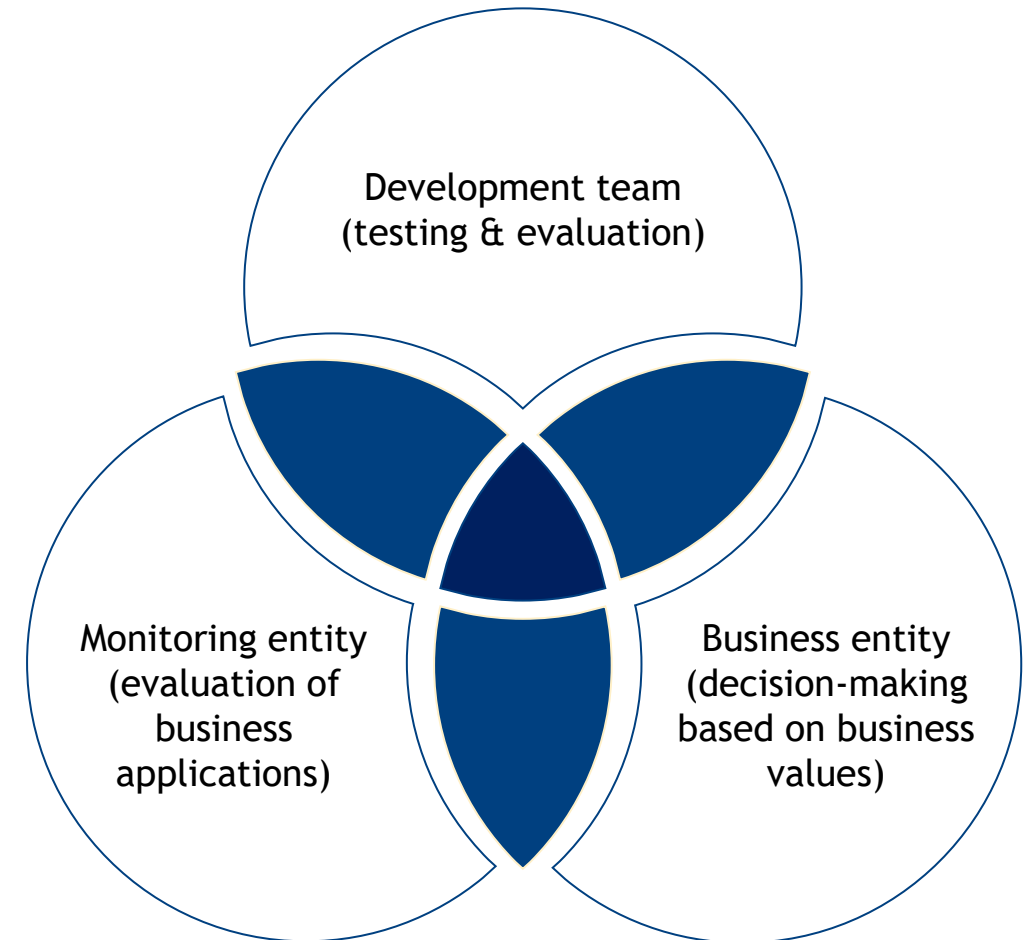 Development team
(testing & evaluation)
Monitoring entity
(evaluation of
business
applications)
Business entity
(decision-making
based on business
values)